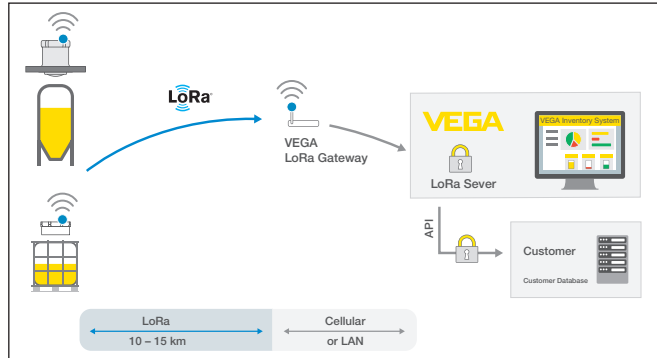 LoRa
VEGA
LoRa Gateway
VEGA
LoRa Sever
VEGA Inventory System
API
Customer
Customer Database
LoRa
10 – 15 km
Cellular
or LAN